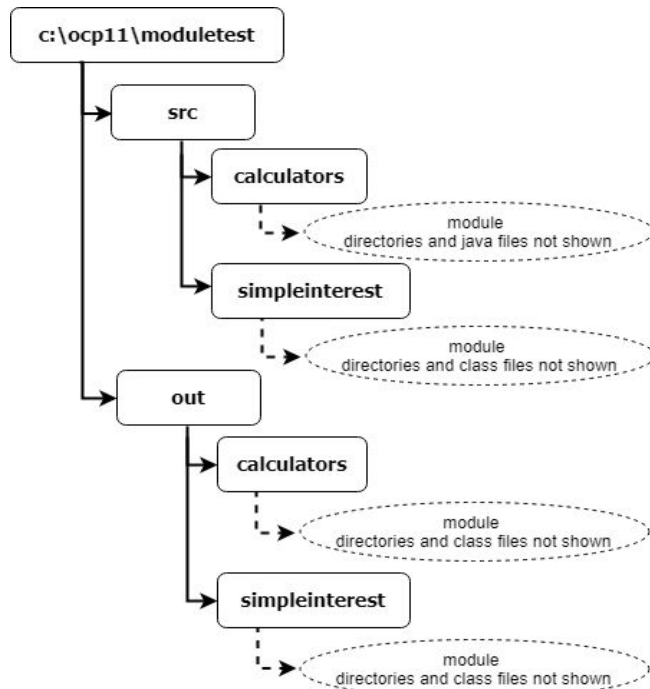 c:\ocp11\moduletest
src
calculators
module
directories and java files not shown
simpleinterest
module
directories and class files not shown
out
calculators
module
directories and class files not shown
simpleinterest
module
directories and class files not shown